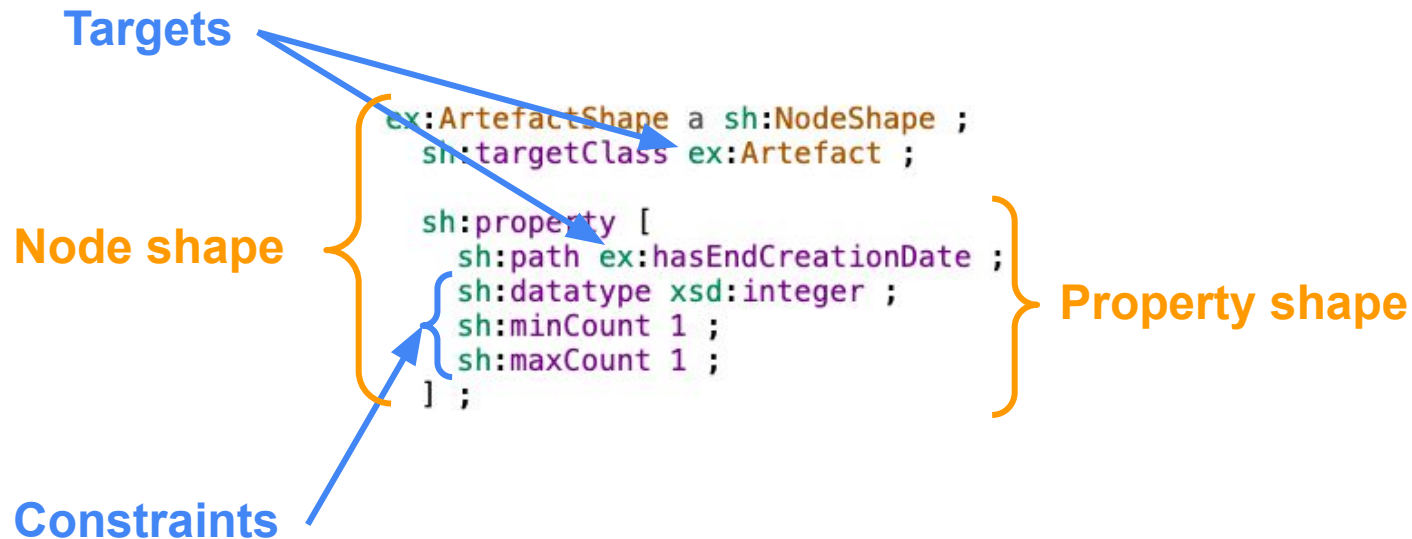 Targets
ex:ArtefactShape a sh:NodeShape ;
sh:targetClass ex:Artefact ;
Node shape
sh:property [
sh:path ex:hasEndCreationDate ;
sh:datatype xsd:integer ;
sh:minCount 1 ;
sh:maxCount 1 ;
] ;
Property shape
Constraints